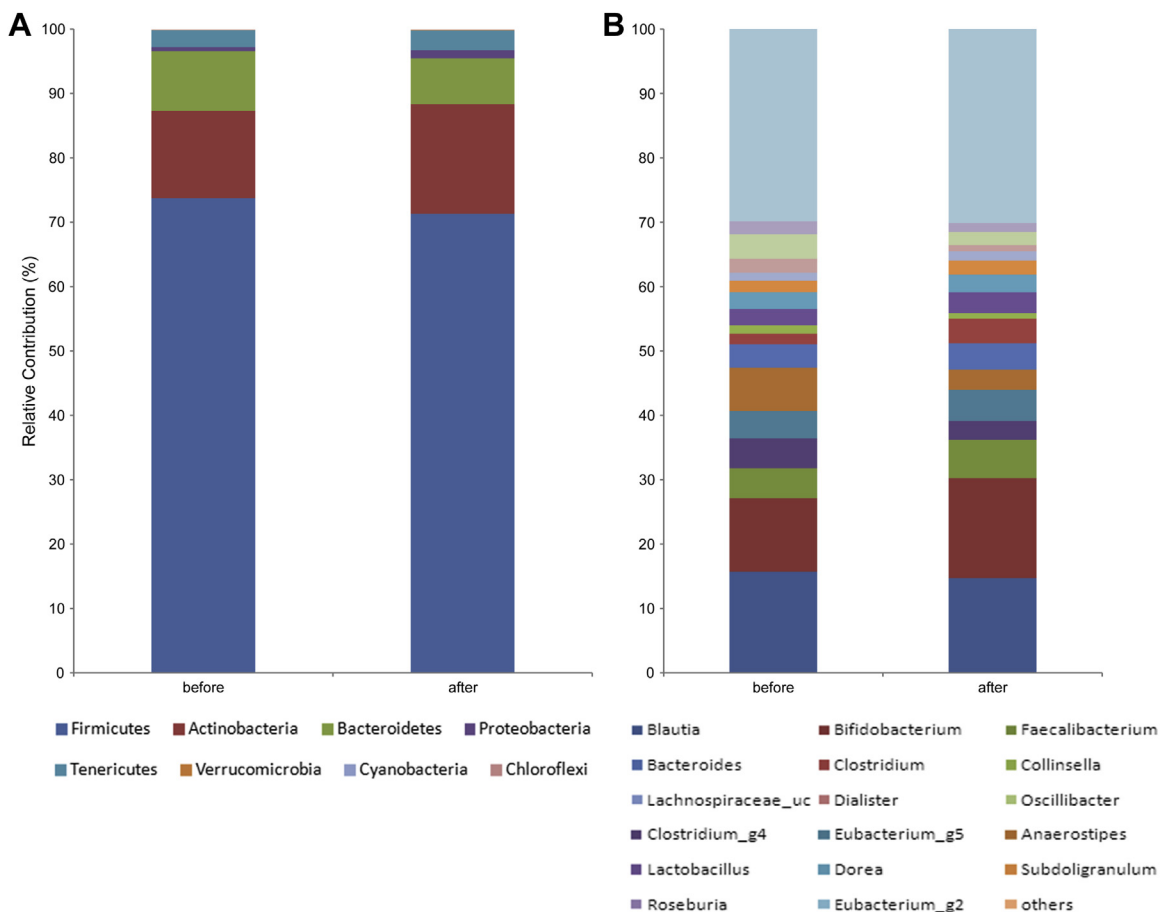 A
B
Relative Contribution (%)
100
90
80
70
60
50
40
30
20
10
0
before after
Firmicutes Actinobacteria Bacteroidetes Proteobacteria
Tenericutes Verrucomicrobia Cyanobacteria Chloroflexi
100
90
80
70
60
50
40
30
20
10
0
before after
Blautia Bifidobacterium Faecalibacterium
Bacteroides Clostridium Collinsella
Lachnospiraceae_uc Dialister Oscillibacter
Clostridium_g4 Eubacterium_g5 Anaerostipes
Lactobacillus Dorea Subdoligranulum
Roseburia Eubacterium_g2 others